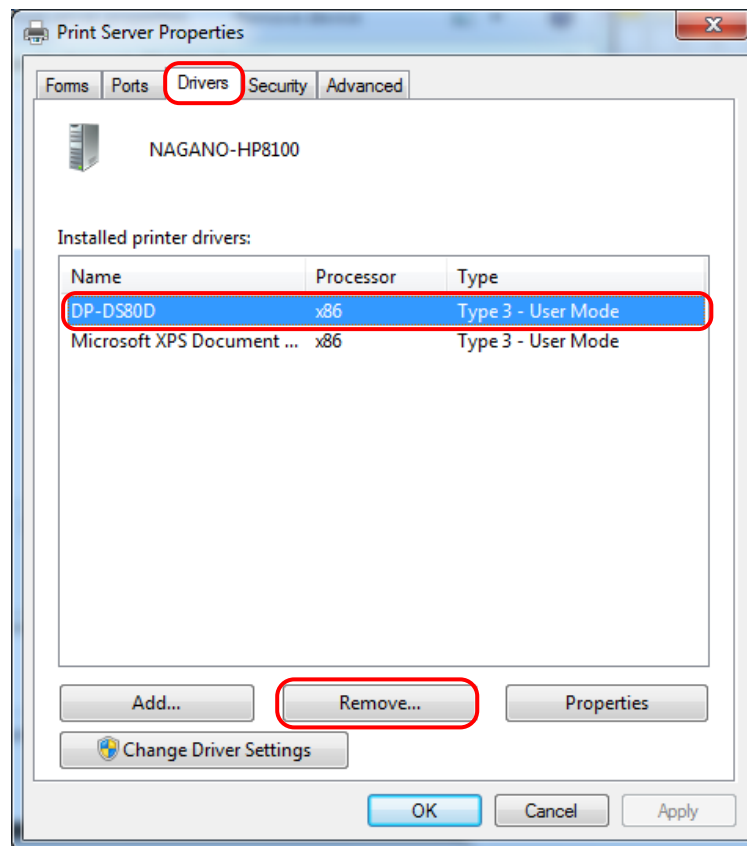 Print Server Properties
Forms Ports Drivers Security Advanced
NAGANO-HP8100
Installed printer drivers:
Name Processor Type
DP-DS80D x86 Type 3 - User Mode
Microsoft XPS Document ... x86 Type 3 - User Mode
Add... Remove... Properties
Change Driver Settings
OK Cancel Apply